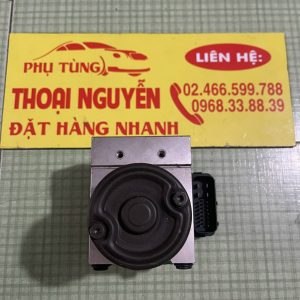 PHỤ TÙNG
THOẠI NGUYỄN
ĐẶT HÀNG NHANH
LIÊN HỆ:
02.466.599.788
0968.33.88.39